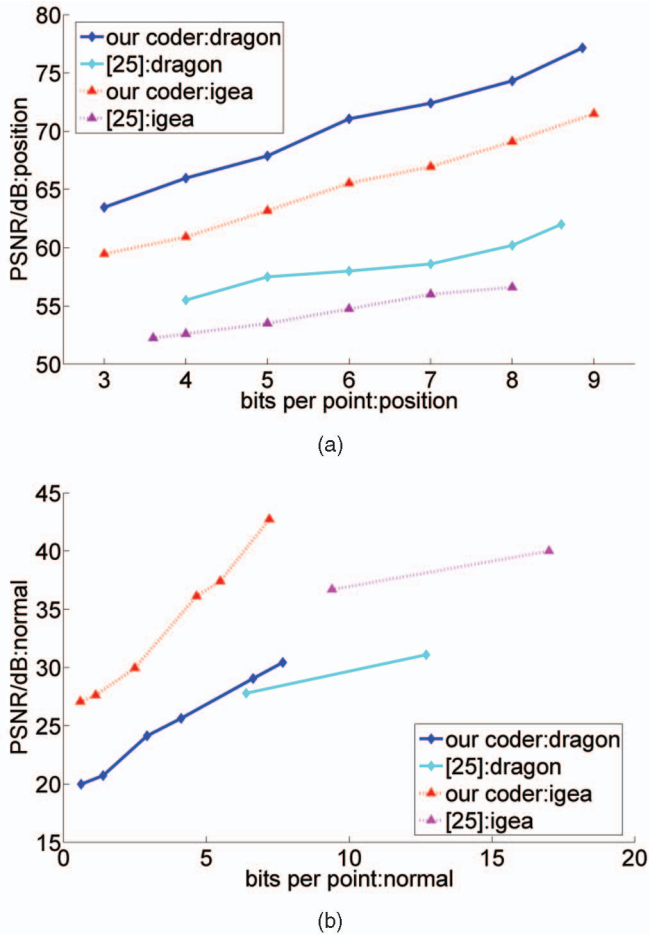 80
75
70
65
60
55
50
PSNR/dB:position
our coder:dragon
[25]:dragon
our coder:igea
[25]:igea
3 4 5 6 7 8 9
bits per point:position
(a)
45
40
35
30
25
20
15
PSNR/dB:normal
our coder:dragon
[25]:dragon
our coder:igea
[25]:igea
0 5 10 15 20
bits per point:normal
(b)